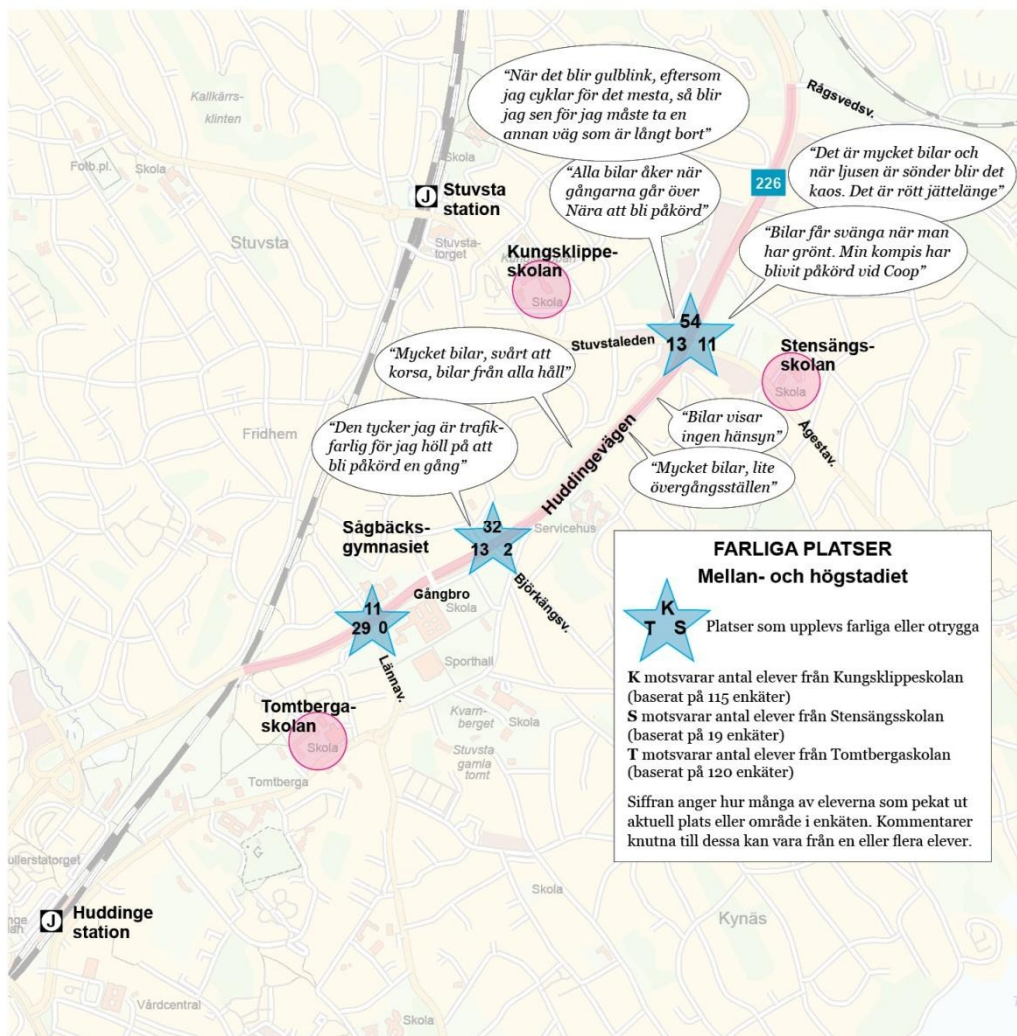 “När det blir gulblink, eftersom
jag cyklar för det mesta, så blir
jag sen för jag måste ta en
annan väg som är långt bort”
Rågsvedsv.
Kallkärrs-
klinten
Skola
Fotb.pl.
Skola
Skola
“Alla bilar åker när
gångarna går över
Nära att bli påkörd”
226
“Det är mycket bilar och
när ljusen är sönder blir det
kaos. Det är rött jättelänge”
J Stuvsta
station
Stuvsta
Stuvsta-
torget
Kungsklippe-
skolan
Skola
“Bilar får svänga när man
har grönt. Min kompis har
blivit påkörd vid Coop”
54
13 11
Stuvstaleden
Stensängs-
skolan
Skola
“Mycket bilar, svårt att
korsa, bilar från alla håll”
Ågestav.
Fridhem
“Den tycker jag är trafik-
farlig för jag höll på att
bli påkörd en gång”
“Bilar visar
ingen hänsyn”
“Mycket bilar, lite
övergångsställen”
Huddingevägen
Sågbäcks-
gymnasiet
32
13 2
Servicehus
Björkängsv.
Gångbro
Skola
11
29 0
Lännav.
Sporthall
Tomtberga-
skolan
Skola
Kvarn-
berget
Skola
Stuvsta
gamla
tomt
Tomtberga
FARLIGA PLATSER
Mellan- och högstadiet
K
T S
Platser som upplevs farliga eller otrygga
K motsvarar antal elever från Kungsklippeskolan
(baserat på 115 enkäter)
S motsvarar antal elever från Stensängsskolan
(baserat på 19 enkäter)
T motsvarar antal elever från Tomtbergaskolan
(baserat på 120 enkäter)
Siffran anger hur många av eleverna som pekat ut
aktuell plats eller område i enkäten. Kommentarer
knutna till dessa kan vara från en eller flera elever.
ullerstatorget
Skola
Kynäs
J Huddinge
station
Vårdcentral
Skola